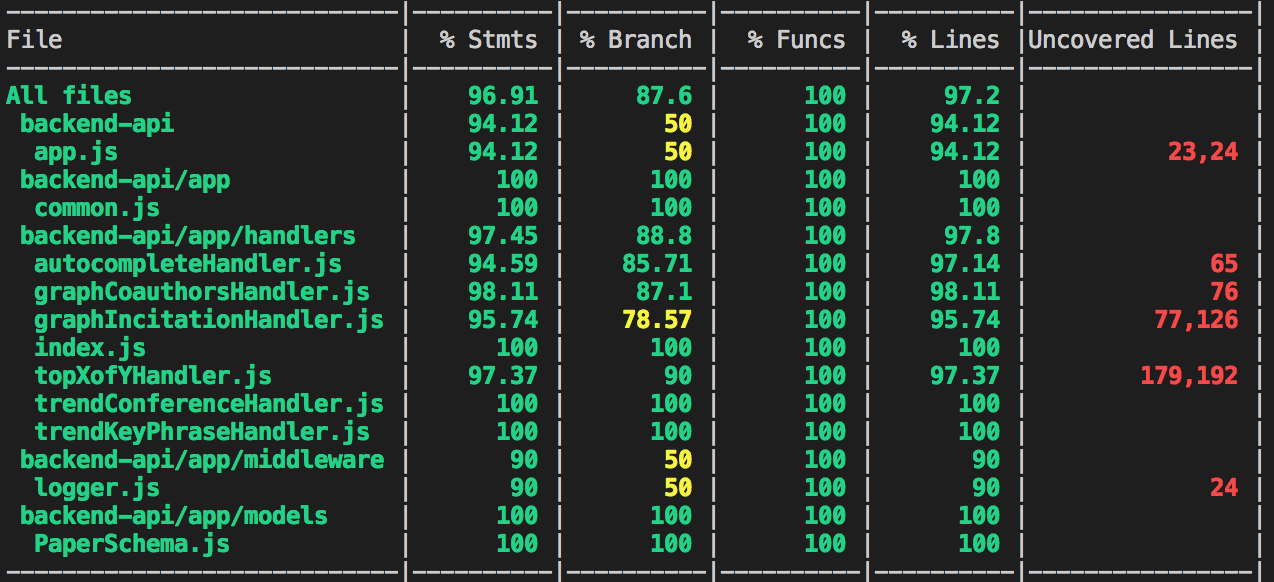 File | % Stmts | % Branch | % Funcs | % Lines |Uncovered Lines |
All files | 96.91 | 87.6 | 100 | 97.2 | |
backend-api | 94.12 | 50 | 100 | 94.12 | |
app.js | 94.12 | 50 | 100 | 94.12 | 23,24 |
backend-api/app | 100 | 100 | 100 | 100 | |
common.js | 100 | 100 | 100 | 100 | |
backend-api/app/handlers | 97.45 | 88.8 | 100 | 97.8 | |
autocompleteHandler.js | 94.59 | 85.71 | 100 | 97.14 | 65 |
graphCoauthorsHandler.js | 98.11 | 87.1 | 100 | 98.11 | 76 |
graphIncitationHandler.js | 95.74 | 78.57 | 100 | 95.74 | 77,126 |
index.js | 100 | 100 | 100 | 100 | |
topXofYHandler.js | 97.37 | 90 | 100 | 97.37 | 179,192 |
trendConferenceHandler.js | 100 | 100 | 100 | 100 | |
trendKeyPhraseHandler.js | 100 | 100 | 100 | 100 | |
backend-api/app/middleware | 90 | 50 | 100 | 90 | |
logger.js | 90 | 50 | 100 | 90 | 24 |
backend-api/app/models | 100 | 100 | 100 | 100 | |
PaperSchema.js | 100 | 100 | 100 | 100 | |